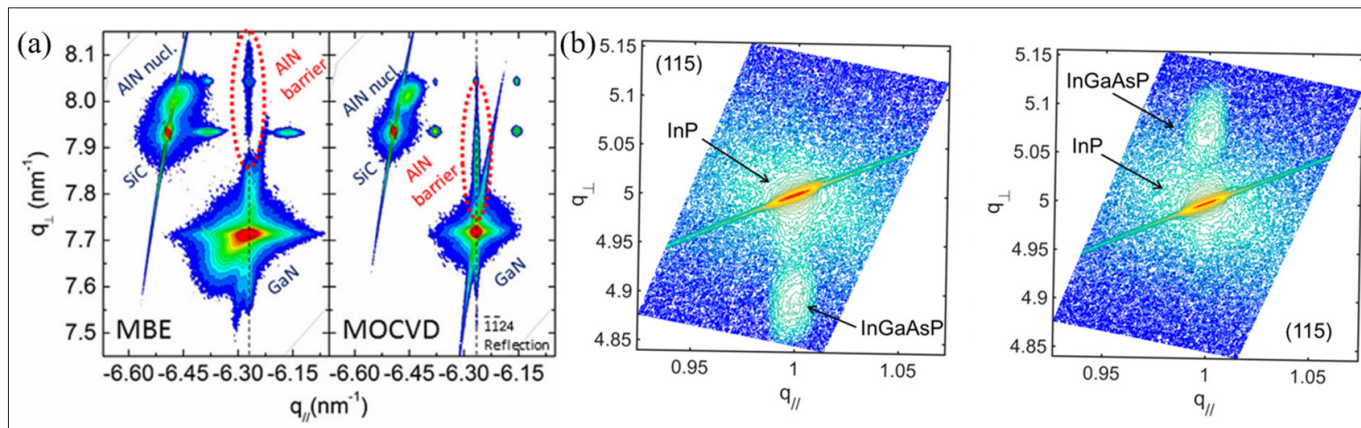 (a)
8.1
8.0
7.9
7.8
7.7
7.6
7.5
q⊥ (nm⁻¹)
AlN nucl.
SiC
AlN
barrier
GaN
MBE
AlN nucl.
SiC
AlN
barrier
GaN
MOCVD
1̄1̄24
Reflection
-6.60 -6.45 -6.30 -6.15 -6.60 -6.45 -6.30 -6.15
q//(nm⁻¹)
(b)
5.15
5.1
5.05
5
4.95
4.9
4.85
q⊥
(115)
InP
InGaAsP
0.95 1 1.05
q//
5.15
5.1
5.05
5
4.95
4.9
4.85
q⊥
InGaAsP
InP
(115)
0.95 1 1.05
q//